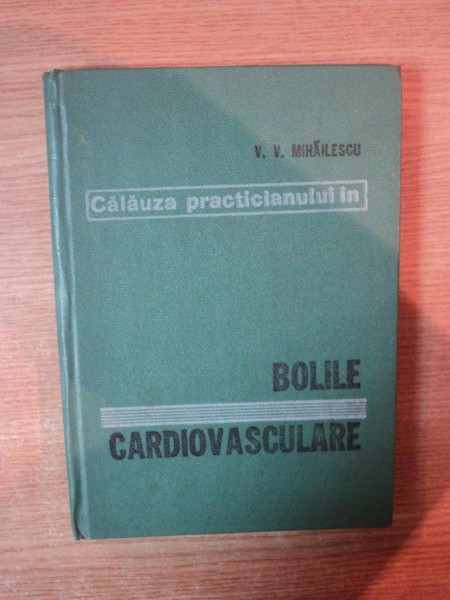 V. V. MIHĂILESCU
Călăuza practicianului în
BOLILE
CARDIOVASCULARE